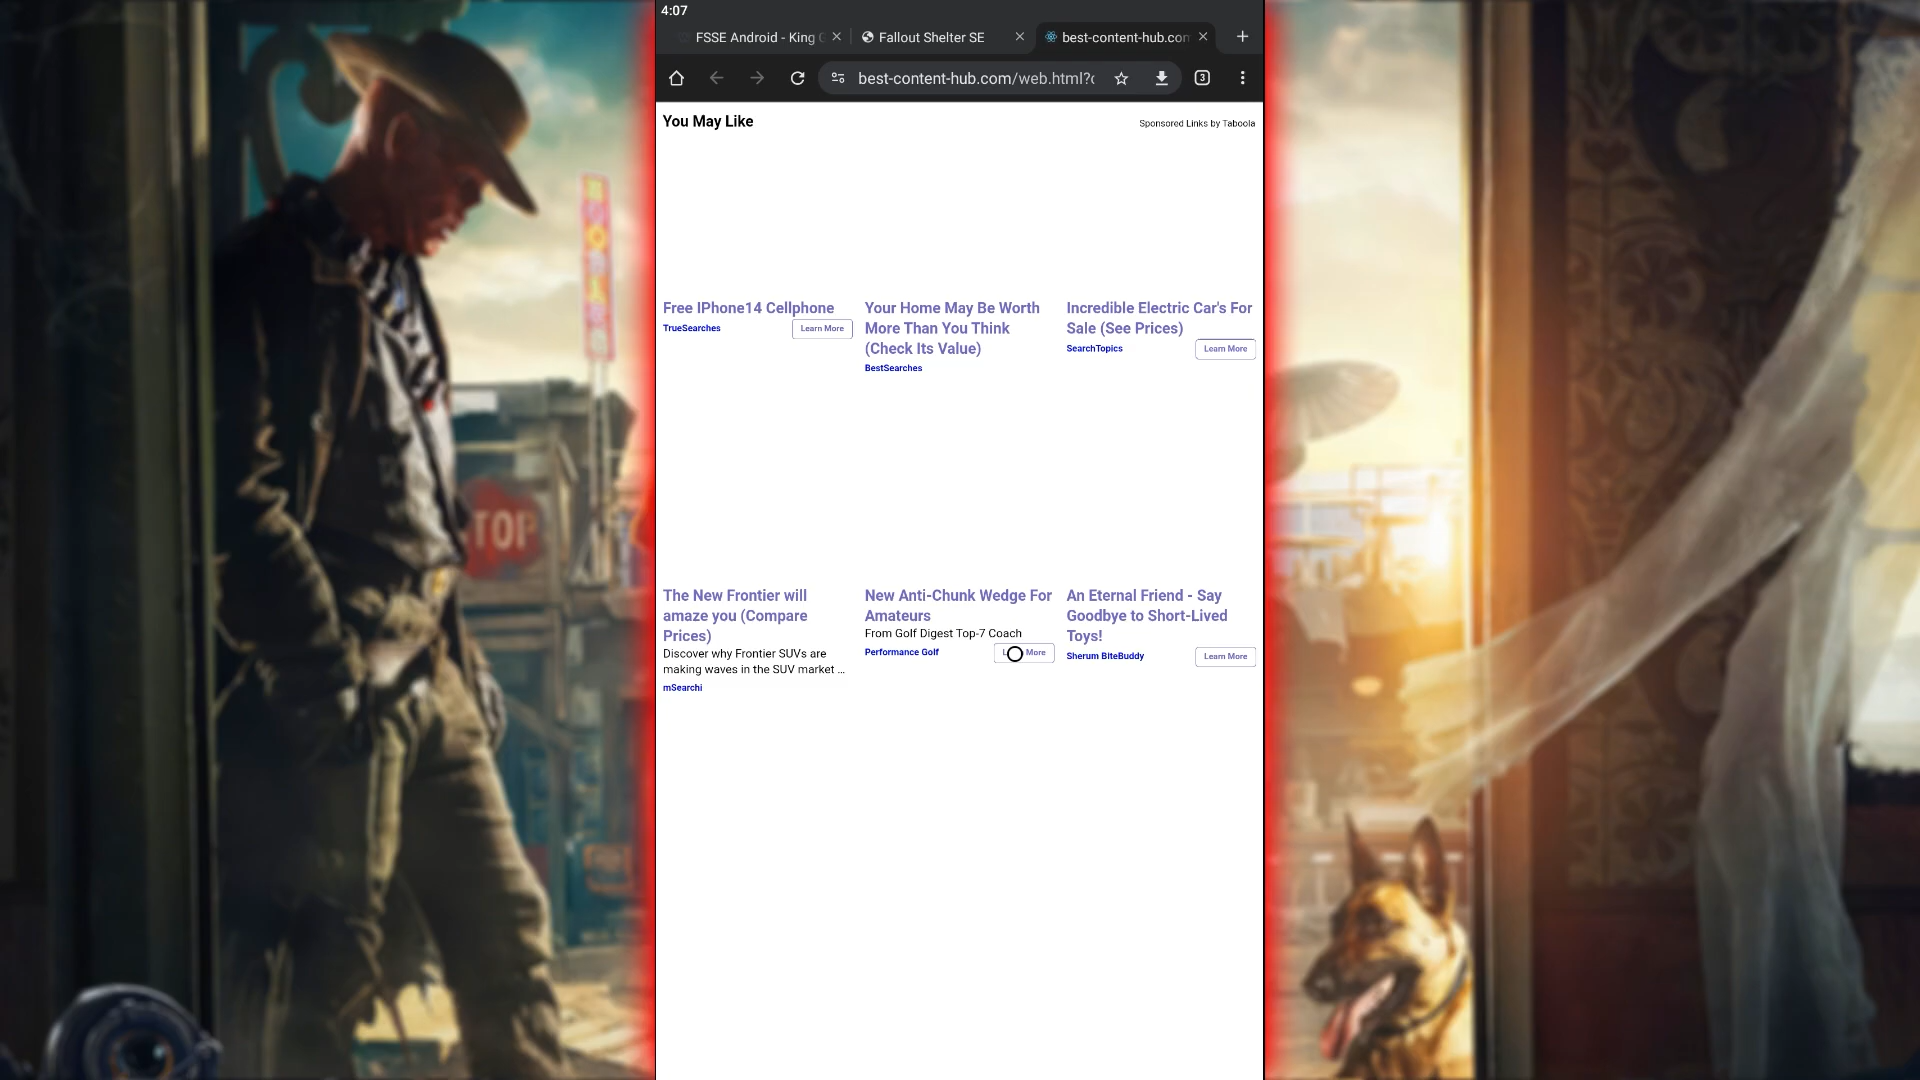 4:07
FSSE Android - King
Fallout Shelter SE
best-content-hub.com
best-content-hub.com/web.html?
3
You May Like
Sponsored Links by Taboola
Free IPhone14 Cellphone
TrueSearches
Learn More
Your Home May Be Worth
More Than You Think
(Check Its Value)
BestSearches
Incredible Electric Car's For
Sale (See Prices)
SearchTopics
Learn More
The New Frontier will
amaze you (Compare
Prices)
Discover why Frontier SUVs are
making waves in the SUV market ...
mSearchi
New Anti-Chunk Wedge For
Amateurs
From Golf Digest Top-7 Coach
Performance Golf
More
An Eternal Friend - Say
Goodbye to Short-Lived
Toys!
Sherum BiteBuddy
Learn More
TOP